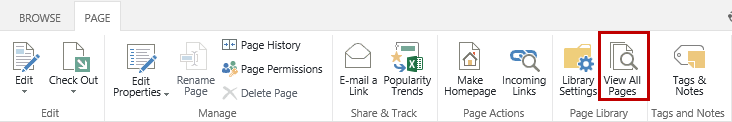 BROWSE PAGE
Edit
Check Out
Edit
Properties
Rename
Page
Page History
Page Permissions
Delete Page
E-mail a
Link
Popularity
Trends
Make
Homepage
Incoming
Links
Library
Settings
View All
Pages
Tags &
Notes
Edit
Manage
Share & Track
Page Actions
Page Library
Tags and Notes